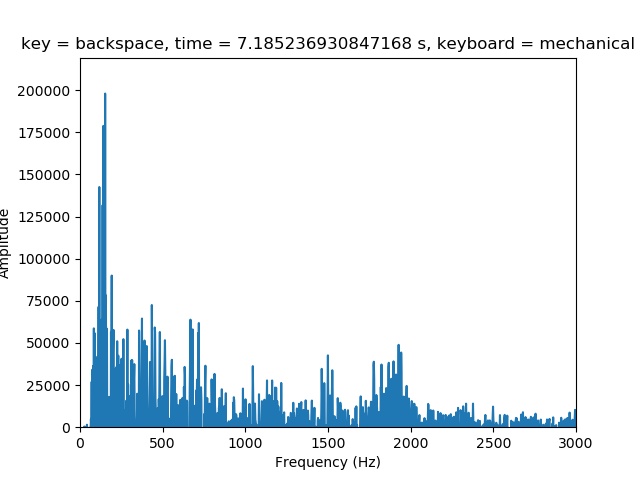 key = backspace, time = 7.185236930847168 s, keyboard = mechanical
200000
175000
150000
125000
100000
75000
50000
25000
0
Amplitude
0 500 1000 1500 2000 2500 3000
Frequency (Hz)